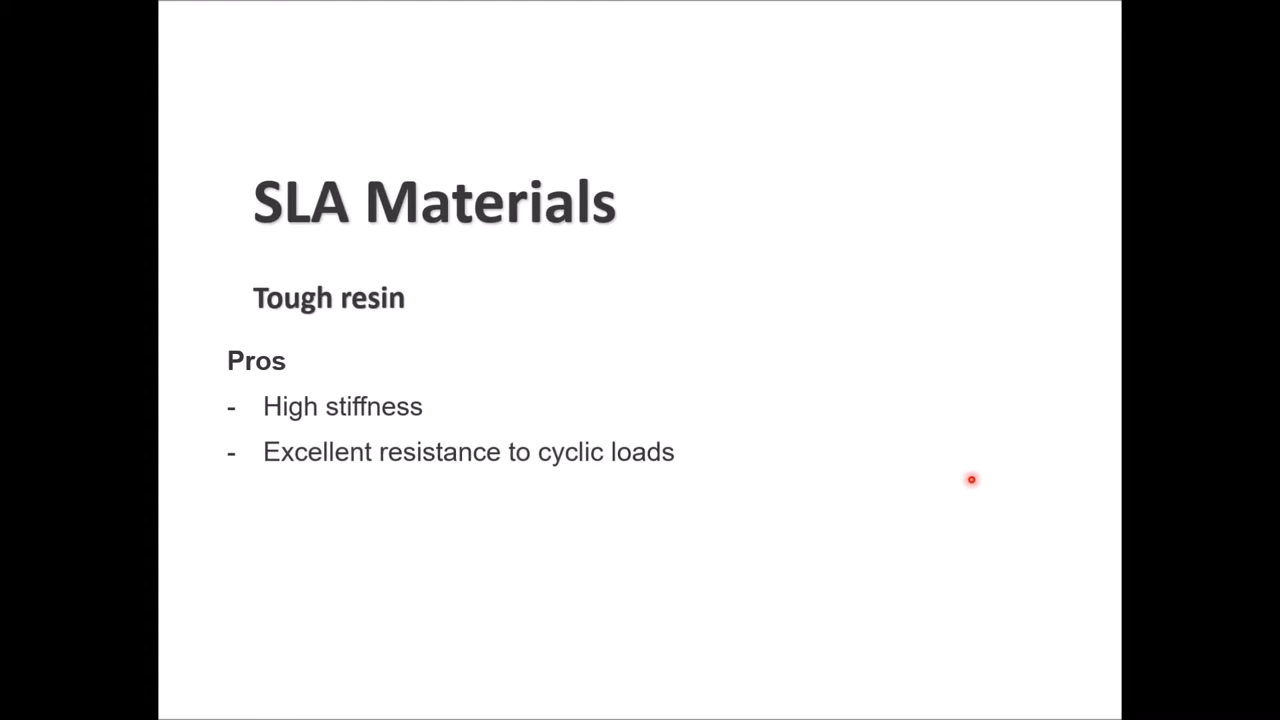 SLA Materials
Tough resin
Pros
- High stiffness
- Excellent resistance to cyclic loads